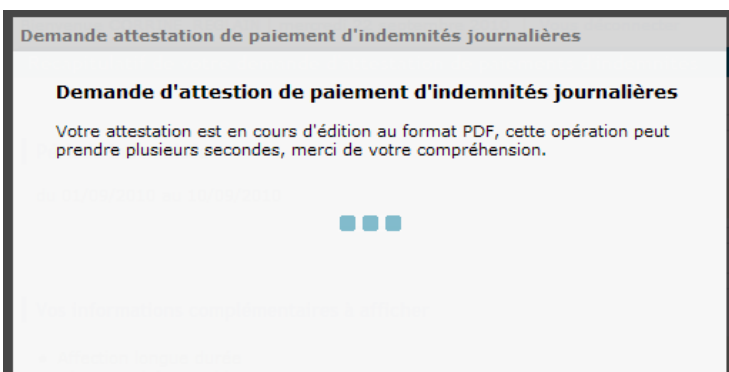 Demande attestation de paiement d'indemnités journalières
Demande d'attestion de paiement d'indemnités journalières
Votre attestation est en cours d'édition au format PDF, cette opération peut
prendre plusieurs secondes, merci de votre compréhension.